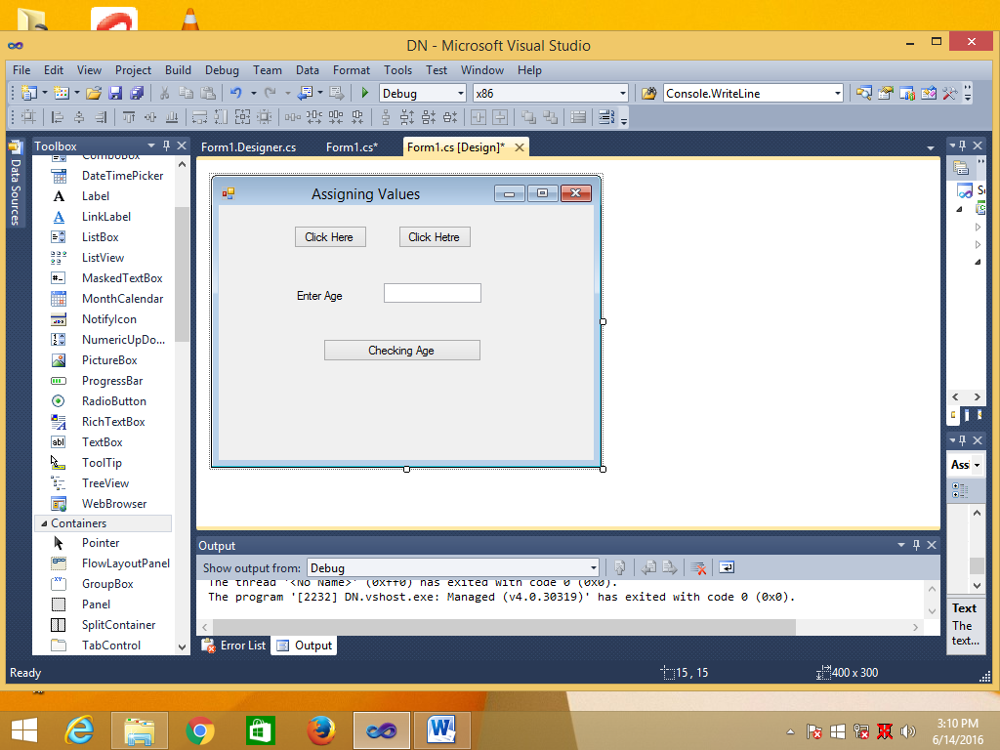 DN - Microsoft Visual Studio
File Edit View Project Build Debug Team Data Format Tools Test Window Help
Debug x86 Console.WriteLine
Data Sources
Toolbox
ComboBox
DateTimePicker
Label
LinkLabel
ListBox
ListView
MaskedTextBox
MonthCalendar
NotifyIcon
NumericUpDo...
PictureBox
ProgressBar
RadioButton
RichTextBox
TextBox
ToolTip
TreeView
WebBrowser
Containers
Pointer
FlowLayoutPanel
GroupBox
Panel
SplitContainer
TabControl
Form1.Designer.cs Form1.cs* Form1.cs [Design]*
Assigning Values
Click Here Click Hetre
Enter Age
Checking Age
Output
Show output from: Debug
The thread '<No Name>' (0xff0) has exited with code 0 (0x0).
The program '[2232] DN.vshost.exe: Managed (v4.0.30319)' has exited with code 0 (0x0).
Error List Output
Ass
Text
The
text...
Ready 15 , 15 400 x 300
3:10 PM
6/14/2016